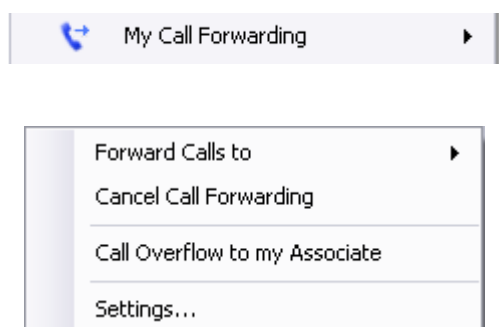 My Call Forwarding
Forward Calls to
Cancel Call Forwarding
Call Overflow to my Associate
Settings...